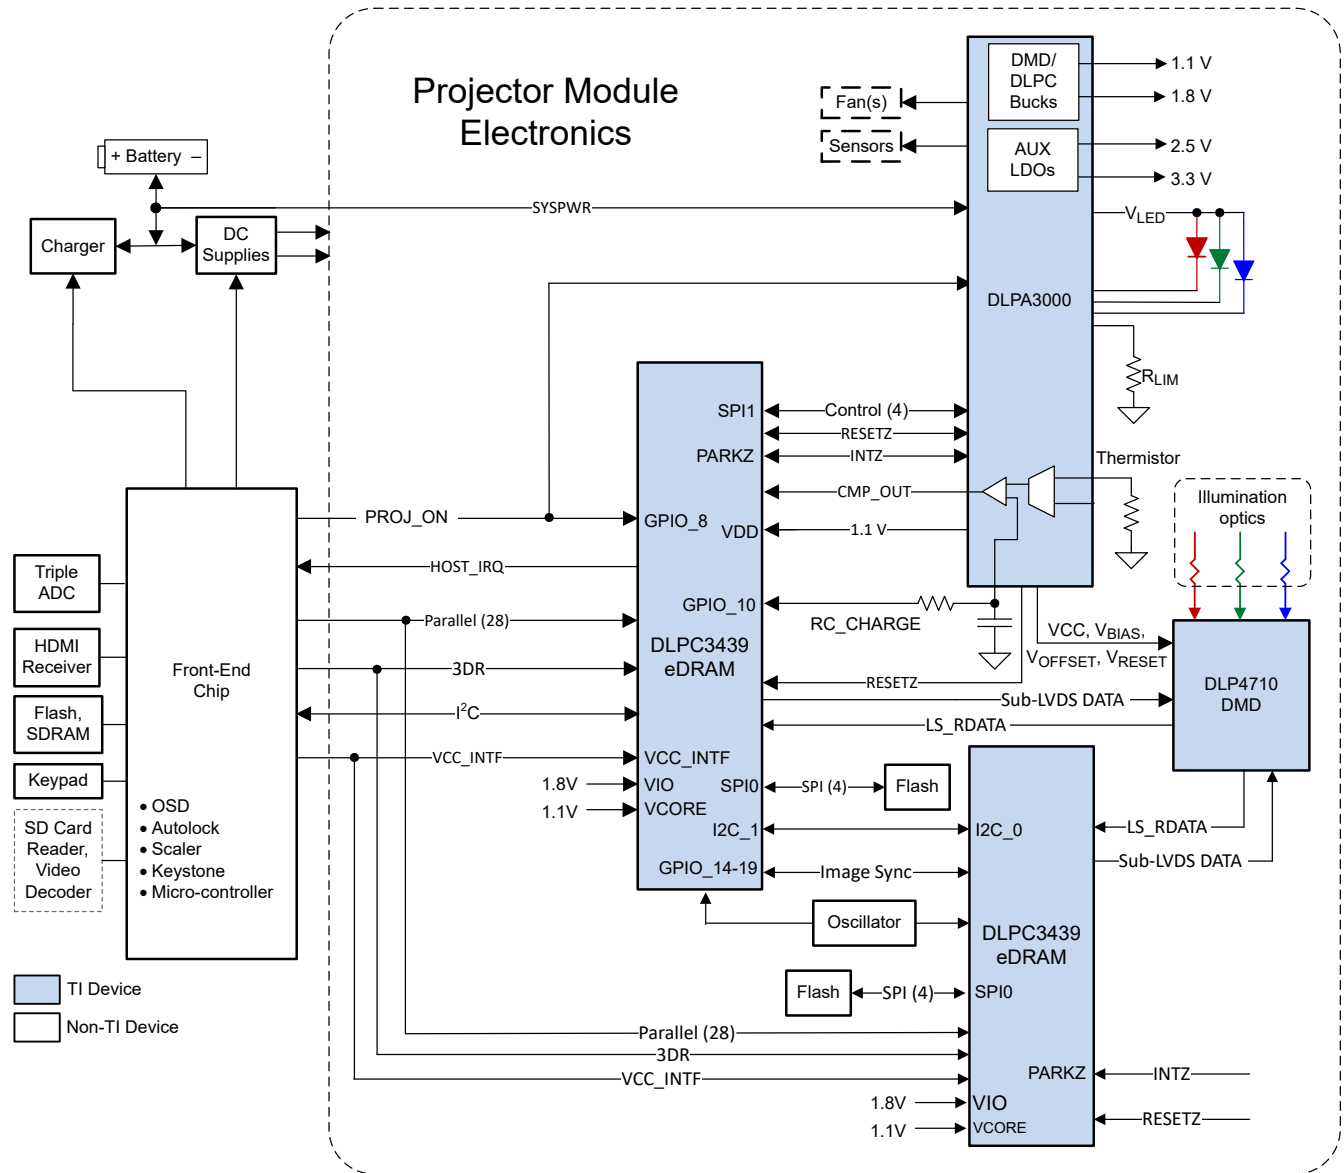 Projector Module
Electronics
+ Battery –
Charger
DC
Supplies
SYSPWR
Fan(s)
Sensors
DMD/
DLPC
Bucks
AUX
LDOs
1.1 V
1.8 V
2.5 V
3.3 V
VLED
DLPA3000
RLIM
Thermistor
Illumination
optics
SPI1
Control (4)
RESETZ
PARKZ
INTZ
CMP_OUT
PROJ_ON
GPIO_8
VDD
1.1 V
HOST_IRQ
GPIO_10
RC_CHARGE
Parallel (28)
DLPC3439
eDRAM
3DR
RESETZ
VCC, VBIAS,
VOFFSET, VRESET
Sub-LVDS DATA
DLP4710
DMD
I2C
LS_RDATA
VCC_INTF
VCC_INTF
1.8V
VIO
SPI0
SPI (4)
Flash
1.1V
VCORE
I2C_1
I2C_0
LS_RDATA
Sub-LVDS DATA
GPIO_14-19
Image Sync
Oscillator
DLPC3439
eDRAM
Flash
SPI (4)
SPI0
Parallel (28)
3DR
VCC_INTF
PARKZ
INTZ
1.8V
VIO
RESETZ
1.1V
VCORE
Triple
ADC
HDMI
Receiver
Flash,
SDRAM
Keypad
SD Card
Reader,
Video
Decoder
Front-End
Chip
• OSD
• Autolock
• Scaler
• Keystone
• Micro-controller
TI Device
Non-TI Device